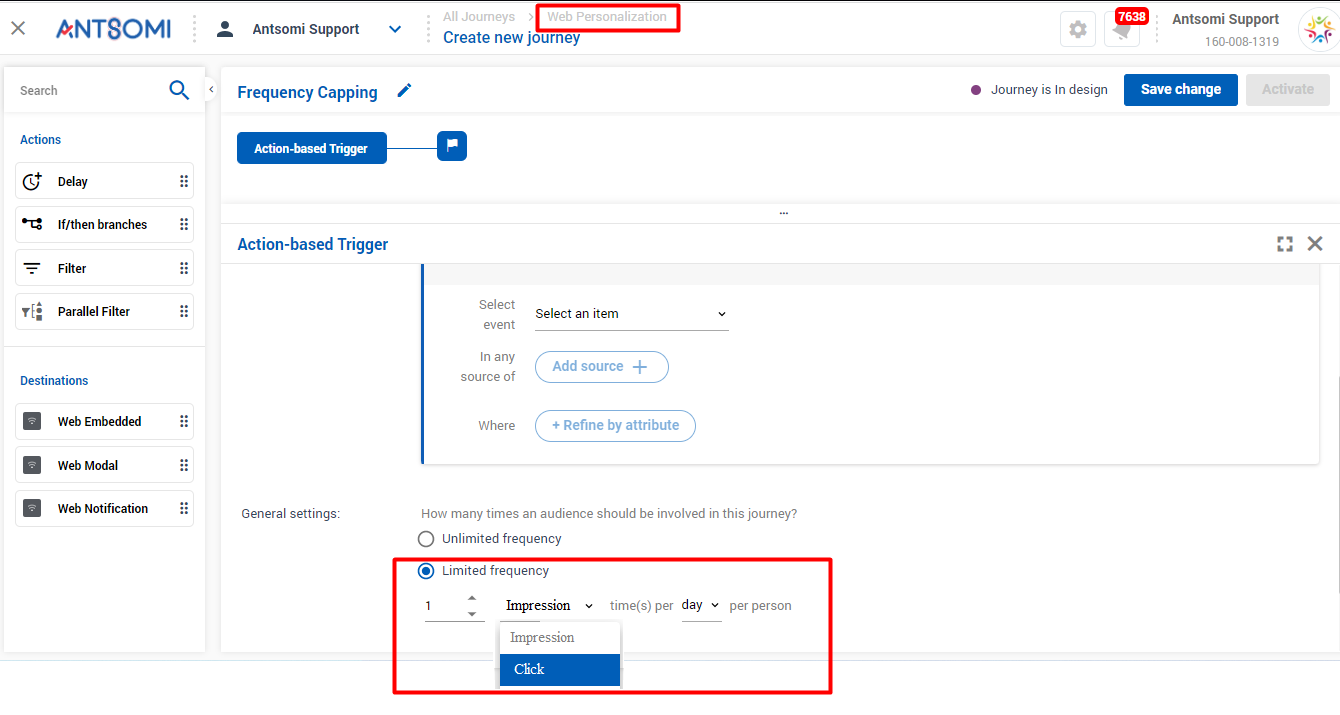 ANTSOMI
Antsomi Support
All Journeys > Web Personalization
Create new journey
7638
Antsomi Support
160-008-1319
Search
Actions
Delay
If/then branches
Filter
Parallel Filter
Destinations
Web Embedded
Web Modal
Web Notification
Frequency Capping
Journey is In design
Save change
Activate
Action-based Trigger
...
Action-based Trigger
Select
event
Select an item
In any
source of
Add source +
Where
+ Refine by attribute
General settings:
How many times an audience should be involved in this journey?
Unlimited frequency
Limited frequency
1 Impression time(s) per day per person
Impression
Click